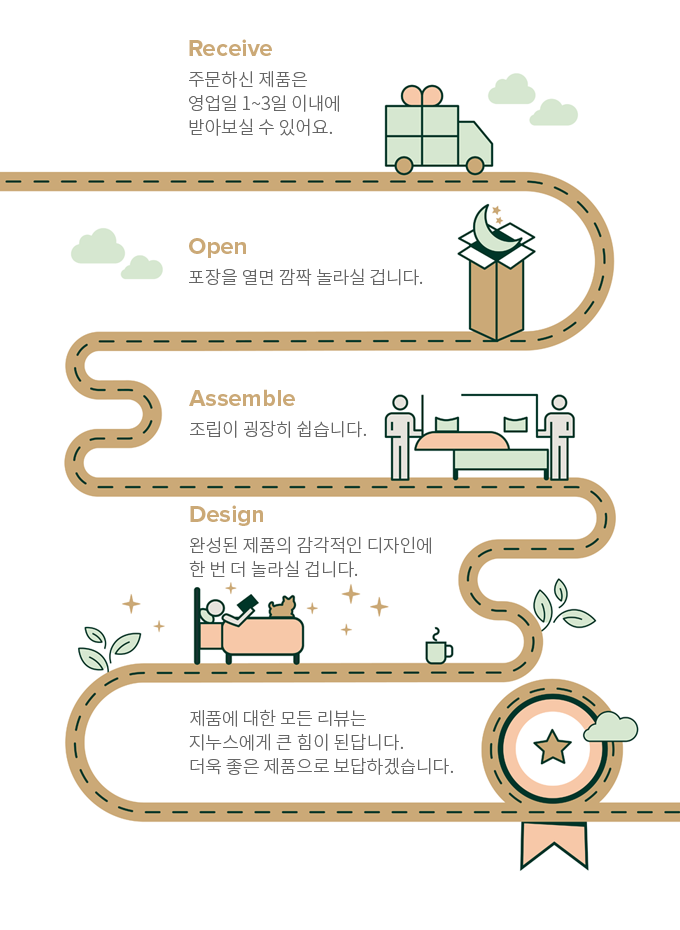 Receive
주문하신 제품은
영업일 1~3일 이내에
받아보실 수 있어요.
Open
포장을 열면 깜짝 놀라실 겁니다.
Assemble
조립이 굉장히 쉽습니다.
Design
완성된 제품의 감각적인 디자인에
한 번 더 놀라실 겁니다.
제품에 대한 모든 리뷰는
지누스에게 큰 힘이 된답니다.
더욱 좋은 제품으로 보답하겠습니다.